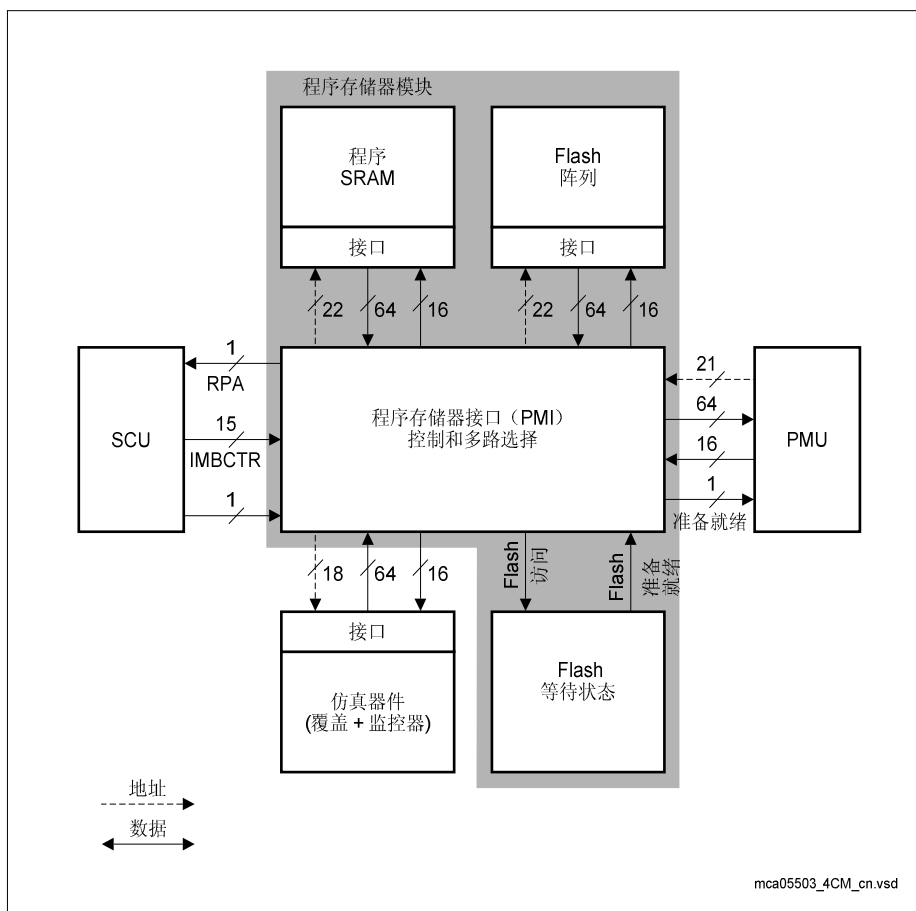 程序存储器模块
程序
SRAM
Flash
阵列
接口
接口
22
64
16
22
64
16
1
RPA
21
64
SCU
15
IMBCTR
程序存储器接口（PMI）
控制和多路选择
16
PMU
1
1
准备就绪
18
64
16
Flash
访问
Flash
准备
就绪
接口
仿真器件
(覆盖 + 监控器)
Flash
等待状态
地址
数据
mca05503_4CM_cn.vsd